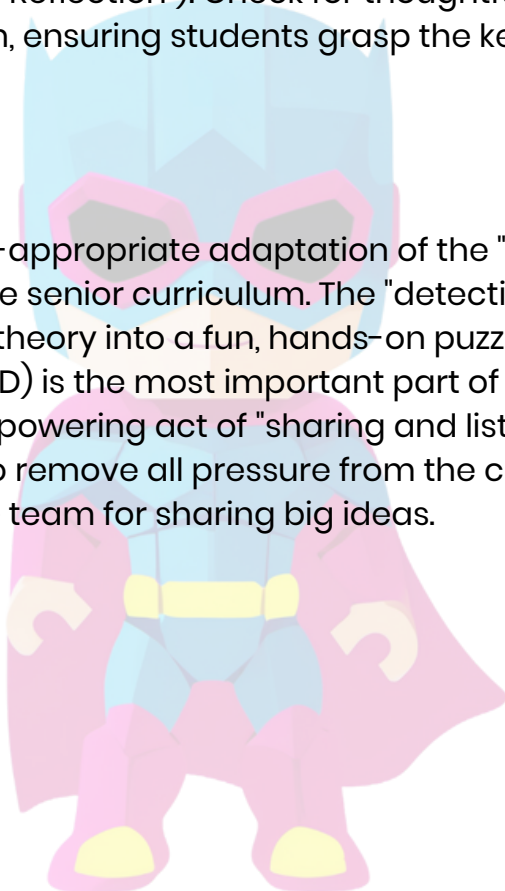 Reflection"). Check for thoughtf
n, ensuring students grasp the ke
-appropriate adaptation of the "
e senior curriculum. The "detecti
theory into a fun, hands-on puzz
D) is the most important part of
powering act of "sharing and list
o remove all pressure from the c
team for sharing big ideas.